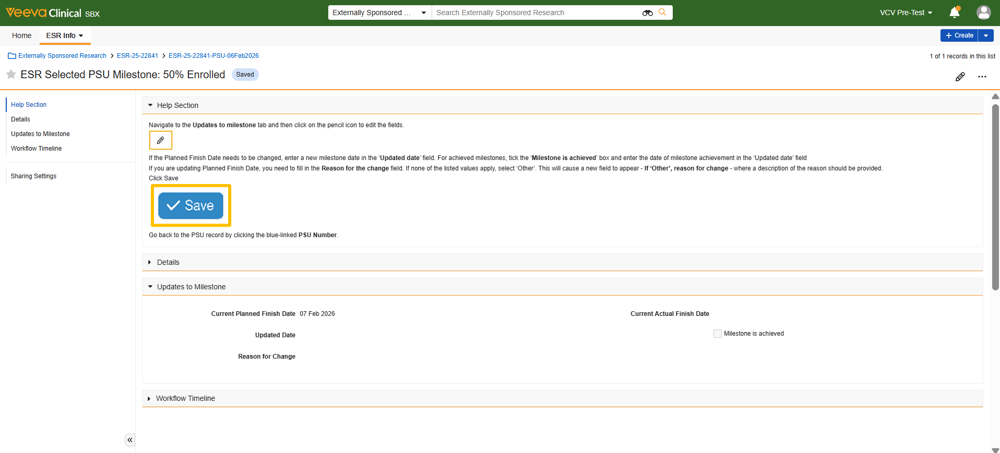 Veeva Clinical SBX
Externally Sponsored ...
Search Externally Sponsored Research
VCV Pre-Test
Home
ESR Info
Create
Externally Sponsored Research > ESR-25-22841 > ESR-25-22841-PSU-06Feb2026
1 of 1 records in this list
ESR Selected PSU Milestone: 50% Enrolled
Saved
Help Section
Details
Updates to Milestone
Workflow Timeline
Sharing Settings
Help Section
Navigate to the Updates to milestone tab and then click on the pencil icon to edit the fields.
If the Planned Finish Date needs to be changed, enter a new milestone date in the ‘Updated date’ field. For achieved milestones, tick the ‘Milestone is achieved’ box and enter the date of milestone achievement in the ‘Updated date’ field
If you are updating Planned Finish Date, you need to fill in the Reason for the change field. If none of the listed values apply, select ‘Other’. This will cause a new field to appear - If ‘Other’, reason for change - where a description of the reason should be provided.
Click Save
Save
Go back to the PSU record by clicking the blue-linked PSU Number.
Details
Updates to Milestone
Current Planned Finish Date 07 Feb 2026
Current Actual Finish Date
Updated Date
Milestone is achieved
Reason for Change
Workflow Timeline